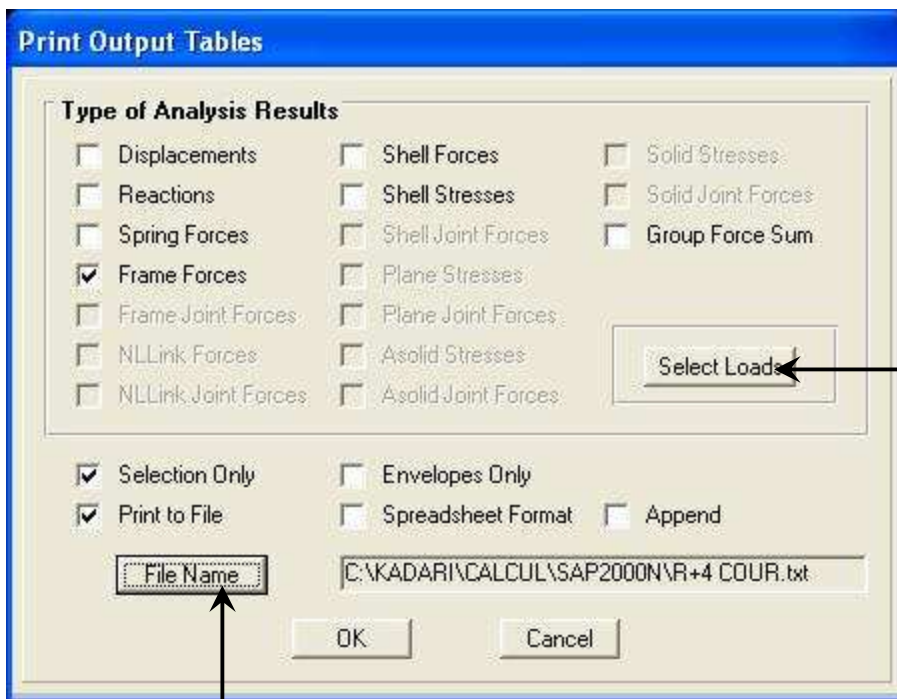 Print Output Tables
Type of Analysis Results
Displacements Shell Forces Solid Stresses
Reactions Shell Stresses Solid Joint Forces
Spring Forces Shell Joint Forces Group Force Sum
Frame Forces Plane Stresses
Frame Joint Forces Plane Joint Forces
NLLink Forces Asolid Stresses
Select Loads
NLLink Joint Forces Asolid Joint Forces
Selection Only Envelopes Only
Print to File Spreadsheet Format Append
File Name C:\KADARI\CALCUL\SAP2000N\R+4 COUR.txt
OK Cancel